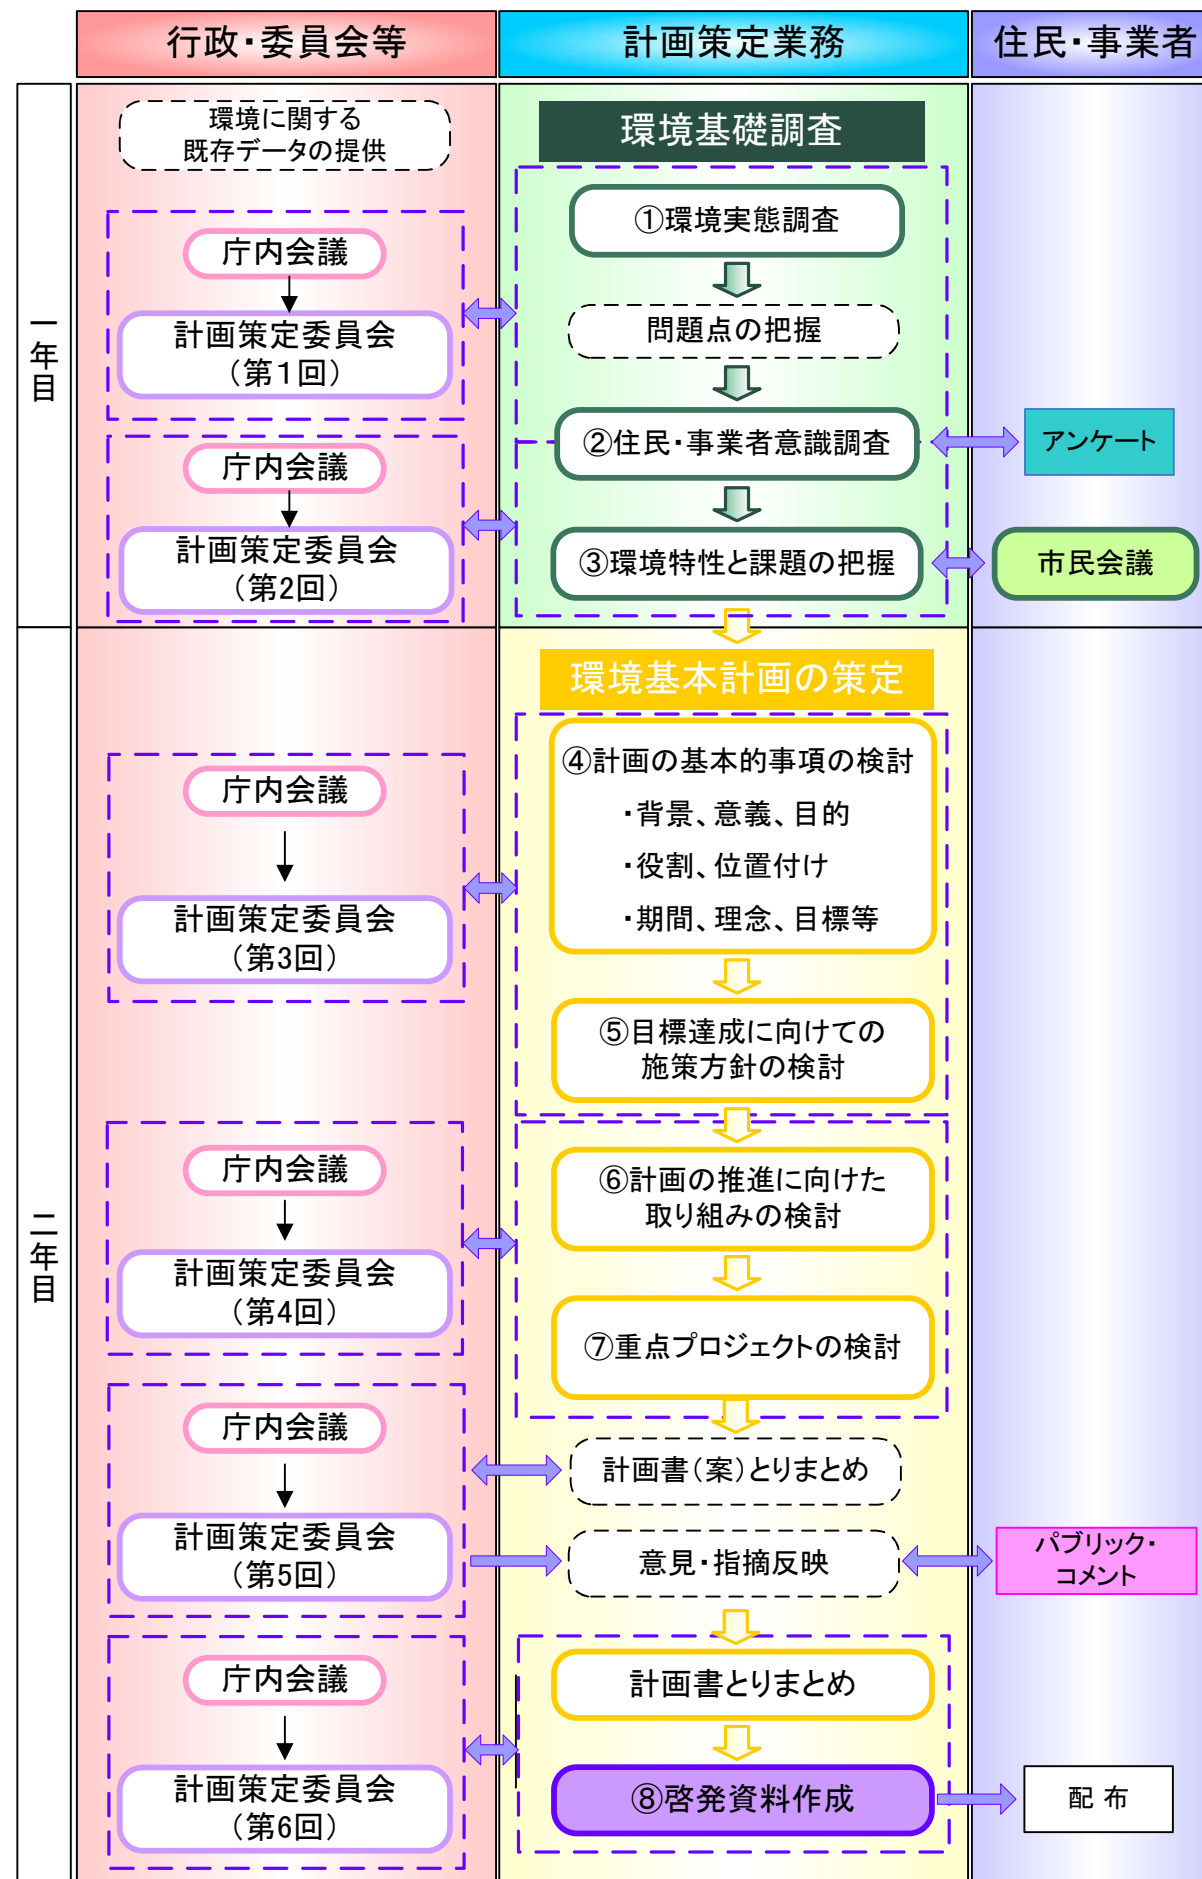 行政・委員会等
計画策定業務
住民・事業者
一年目
環境に関する
既存データの提供
環境基礎調査
①環境実態調査
庁内会議
計画策定委員会
（第１回）
問題点の把握
②住民・事業者意識調査
アンケート
庁内会議
計画策定委員会
（第2回）
③環境特性と課題の把握
市民会議
二年目
環境基本計画の策定
④計画の基本的事項の検討
・背景、意義、目的
・役割、位置付け
・期間、理念、目標等
庁内会議
計画策定委員会
（第3回）
⑤目標達成に向けての
施策方針の検討
庁内会議
計画策定委員会
（第4回）
⑥計画の推進に向けた
取り組みの検討
⑦重点プロジェクトの検討
庁内会議
計画策定委員会
（第5回）
計画書（案）とりまとめ
意見・指摘反映
パブリック・
コメント
庁内会議
計画策定委員会
（第6回）
計画書とりまとめ
⑧啓発資料作成
配 布